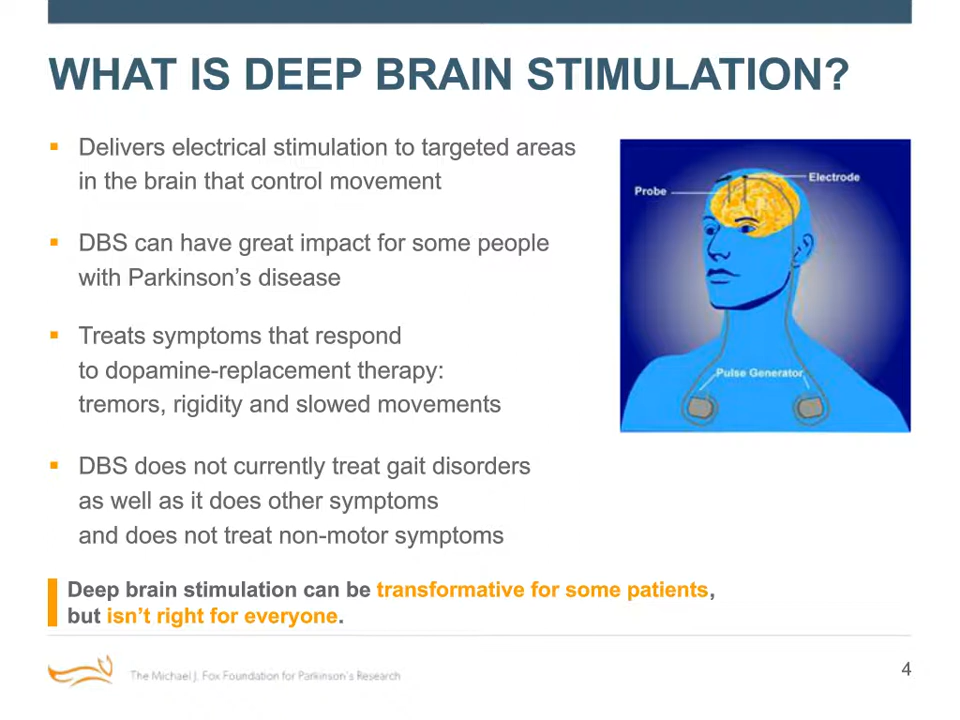 WHAT IS DEEP BRAIN STIMULATION?
▪ Delivers electrical stimulation to targeted areas
in the brain that control movement
▪ DBS can have great impact for some people
with Parkinson’s disease
▪ Treats symptoms that respond
to dopamine-replacement therapy:
tremors, rigidity and slowed movements
▪ DBS does not currently treat gait disorders
as well as it does other symptoms
and does not treat non-motor symptoms
Electrode
Probe
Pulse Generator
Deep brain stimulation can be transformative for some patients,
but isn’t right for everyone.
The Michael J. Fox Foundation for Parkinson's Research
4